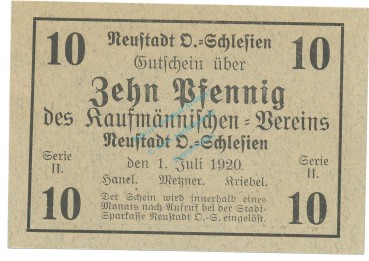 10 Neustadt O.-Schlesien 10
Gutschein über
Zehn Pfennig
des Kaufmännischen-Vereins
Neustadt O.-Schlesien
Serie II. den 1. Juli 1920. Serie II.
Hanel. Metzner. Kriebel.
10 Der Schein wird innerhalb eines 10
Monats nach Aufruf bei der Stadt-
Sparkasse Neustadt O.-S. eingelöst.